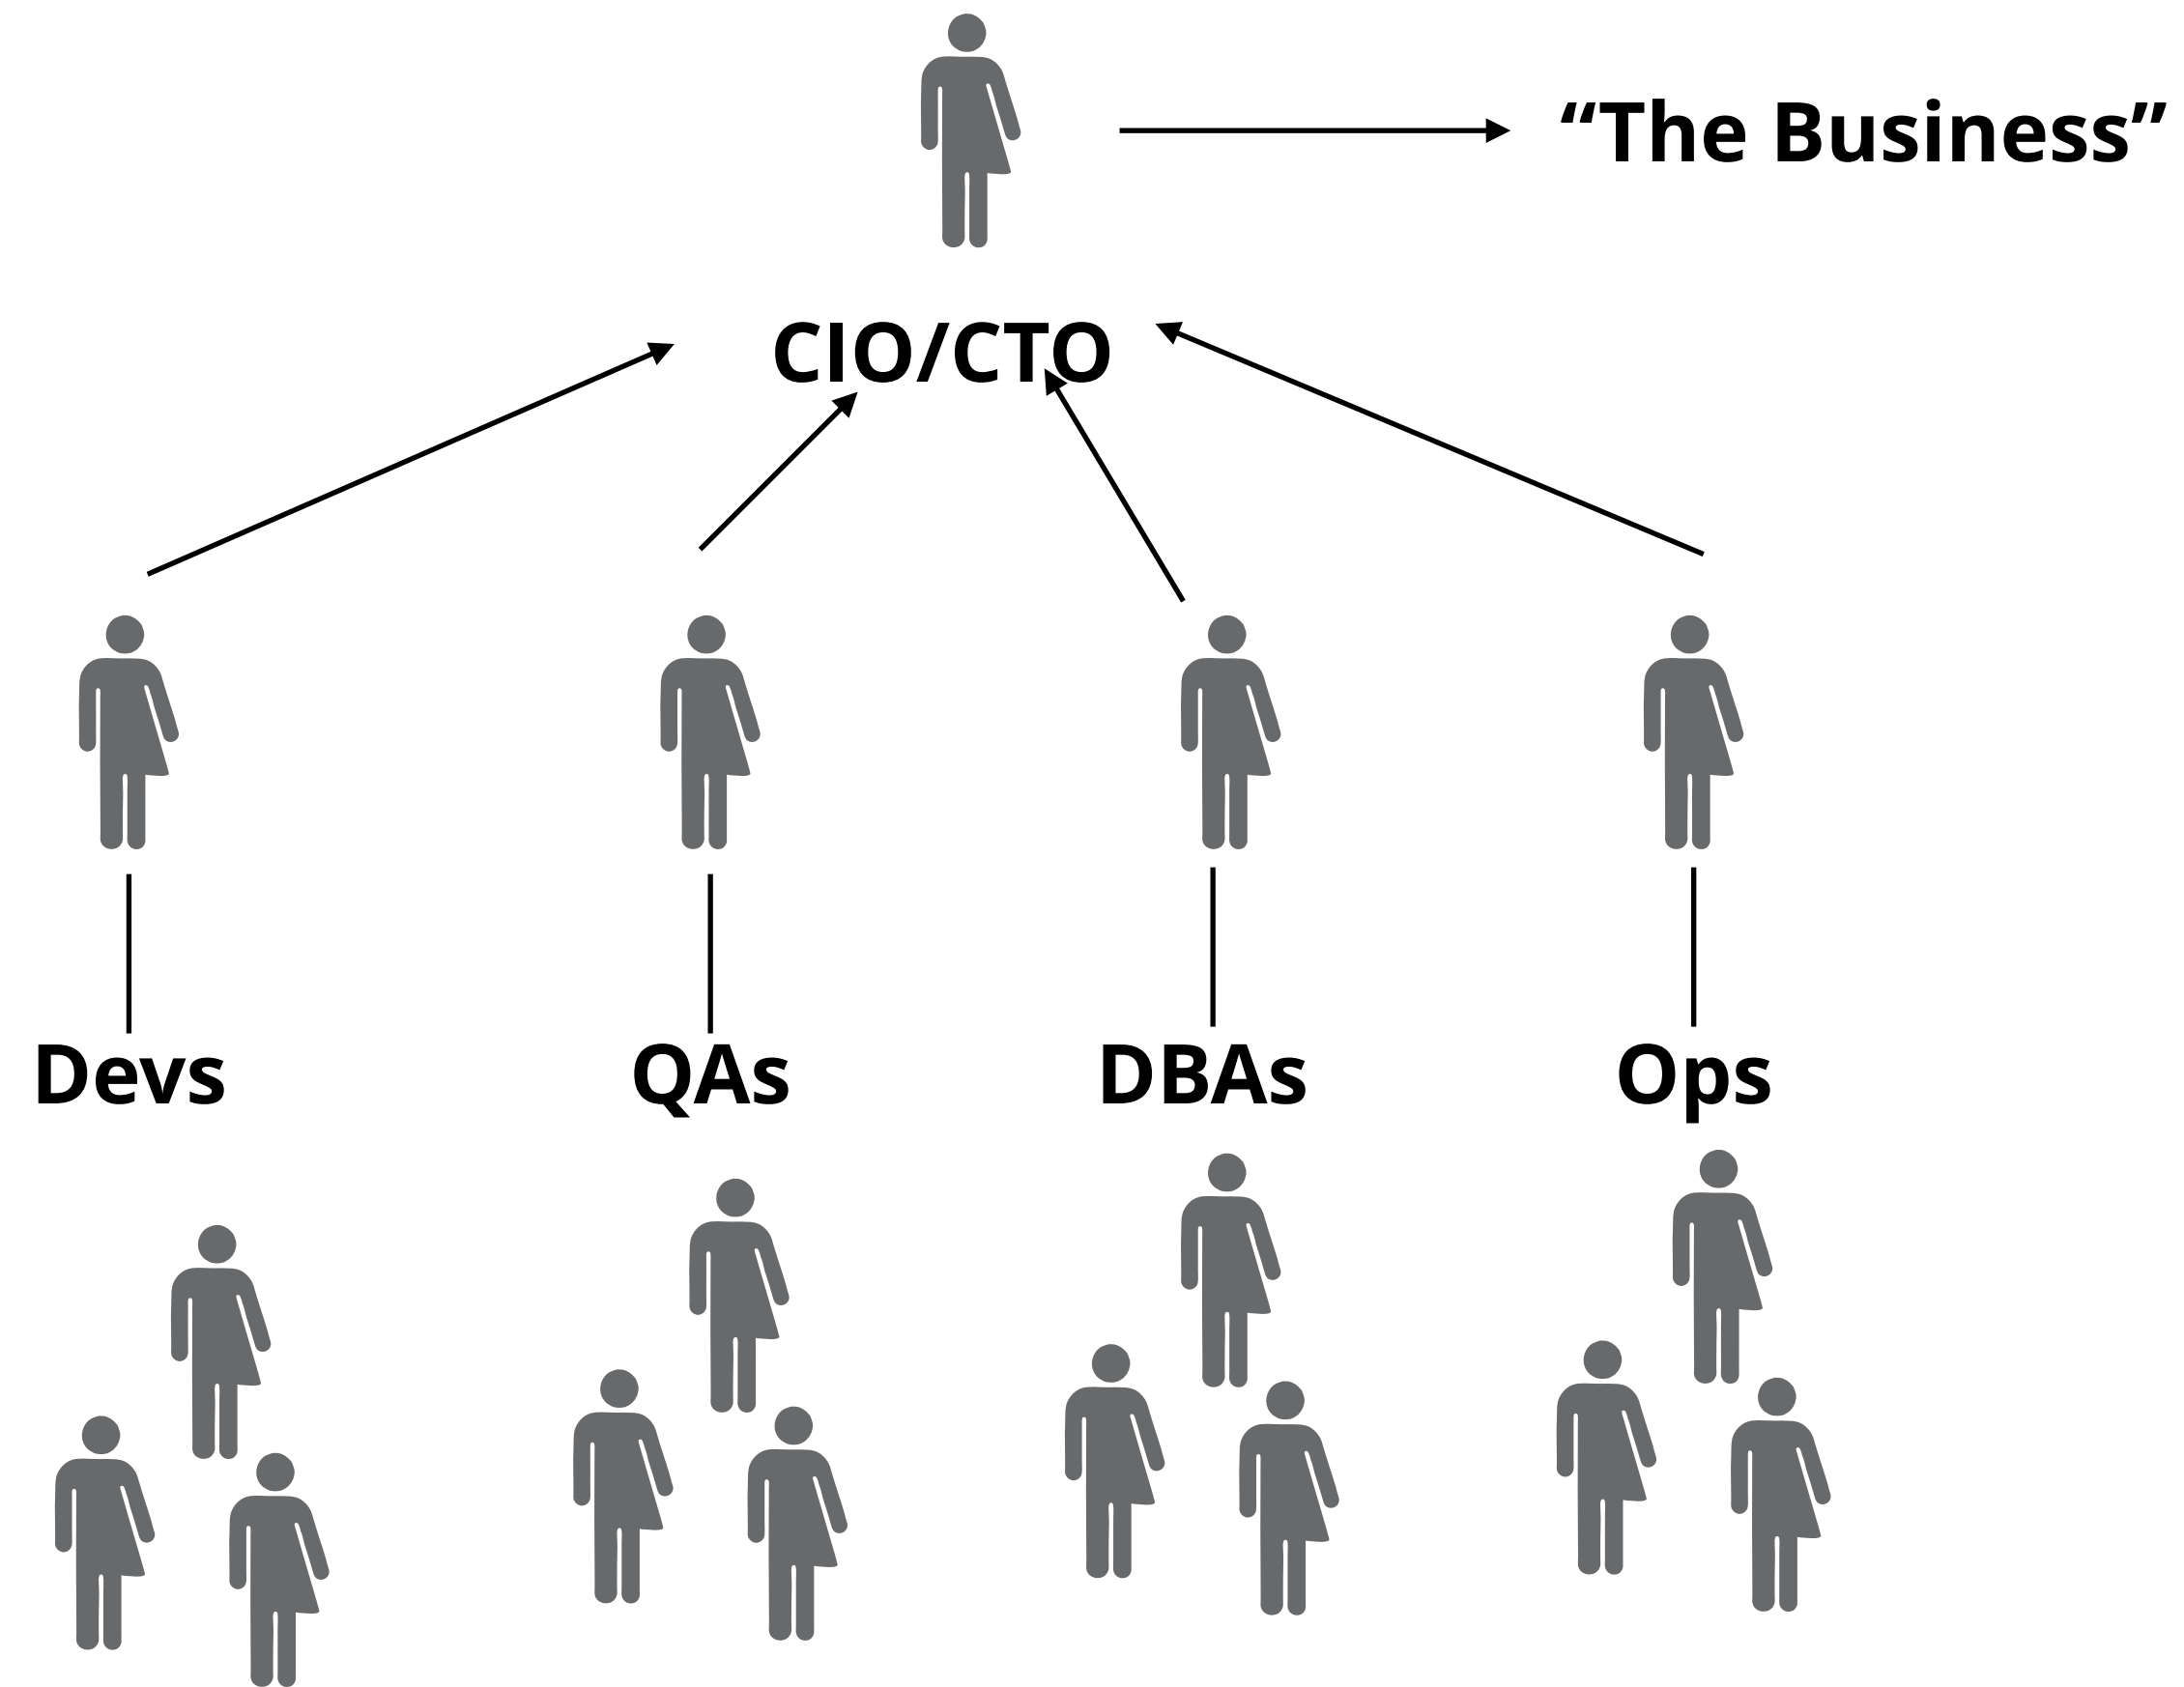 “The Business”
CIO/CTO
Devs
QAs
DBAs
Ops